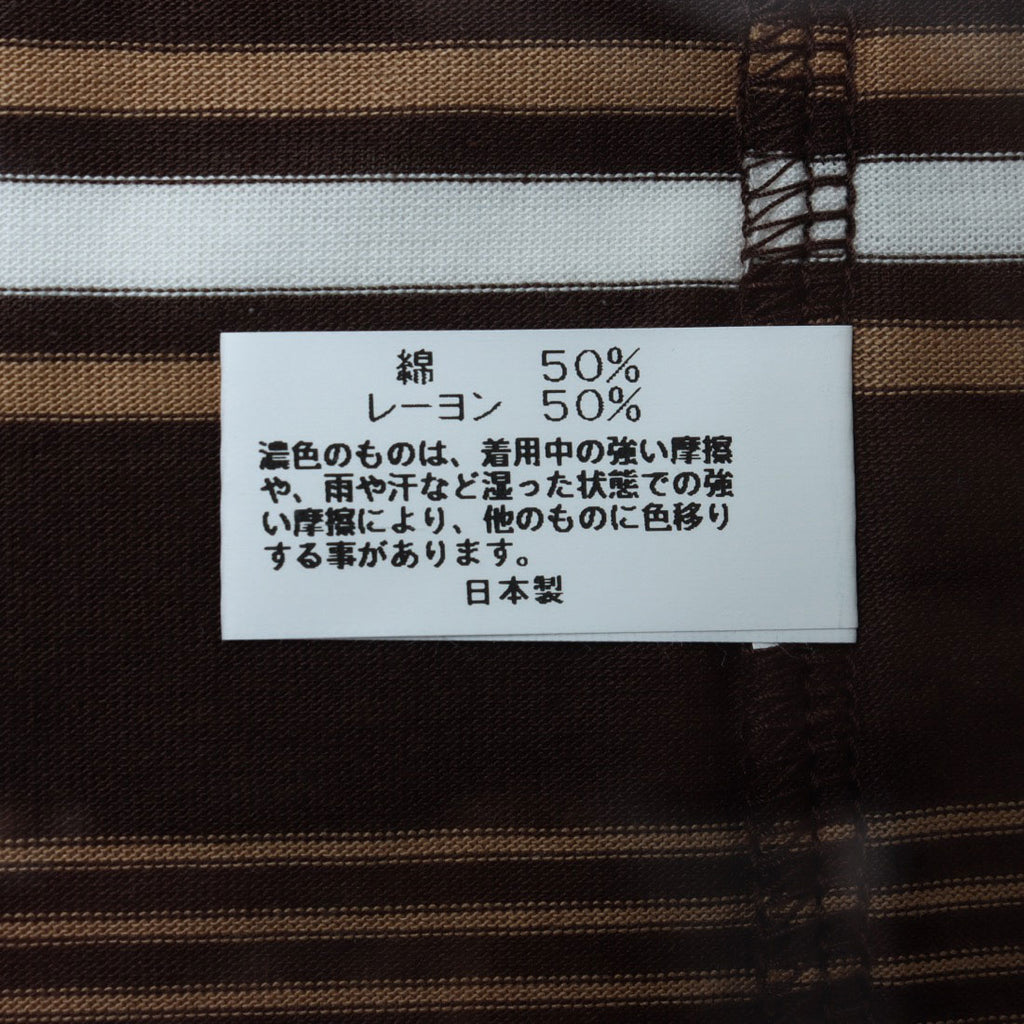 綿 50%
レーヨン 50%
濃色のものは、着用中の強い摩擦
や、雨や汗など湿った状態での強
い摩擦により、他のものに色移り
する事があります。
日本製